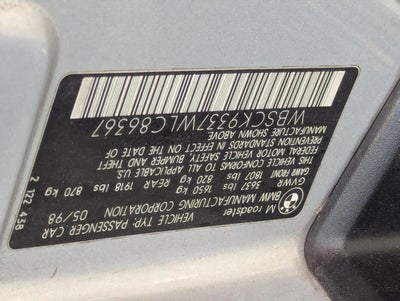 M roadster
BMW MANUFACTURING CORPORATION 05/98
VEHICLE TYP: PASSENGER CAR
GVWR 3637 lbs 1650 kg
GAWR FRONT 1807 lbs 820 kg REAR 1918 lbs 870 kg
THIS VEHICLE CONFORMS TO ALL APPLICABLE U.S.
FEDERAL MOTOR VEHICLE SAFETY, BUMPER AND THEFT
PREVENTION STANDARDS IN EFFECT ON THE DATE OF
MANUFACTURE SHOWN ABOVE.
WBSCK9337WLC86367
2 122 438